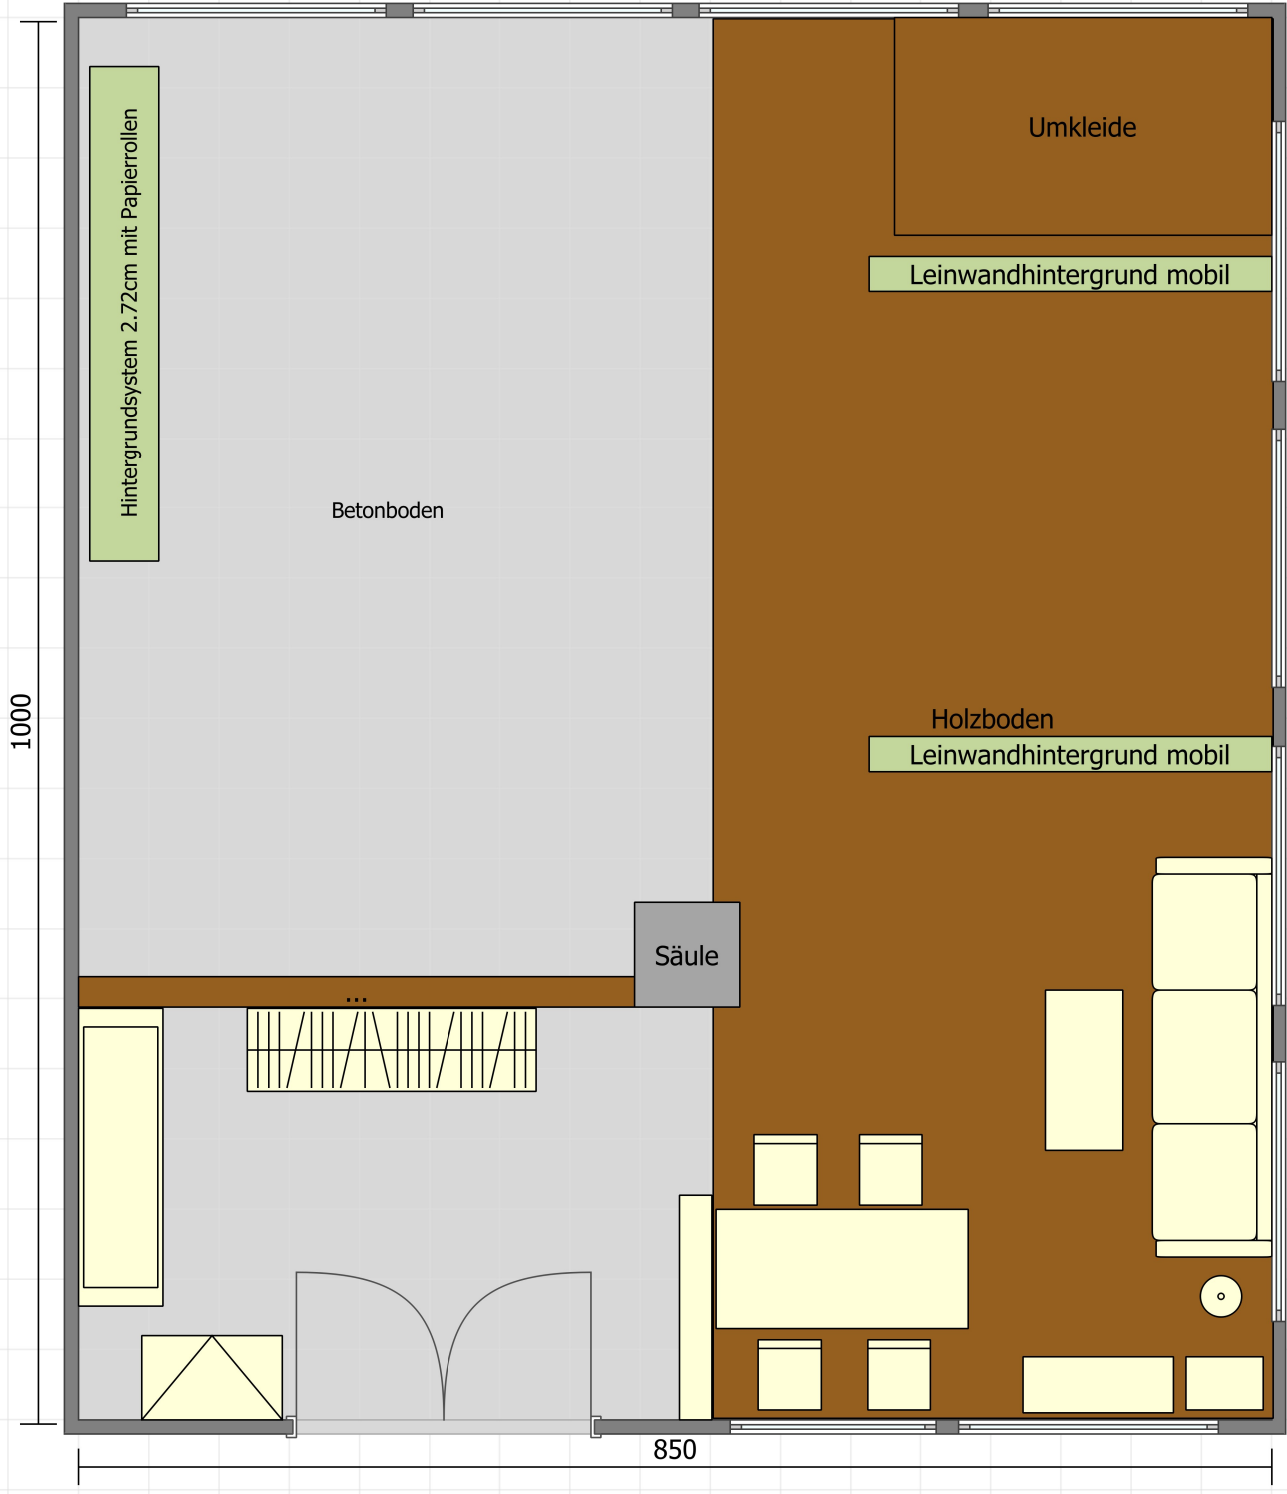 Umkleide
Leinwandhintergrund mobil
Hintergrundsystem 2.72cm mit Papierrollen
Betonboden
1000
Holzboden
Leinwandhintergrund mobil
Säule
...
850